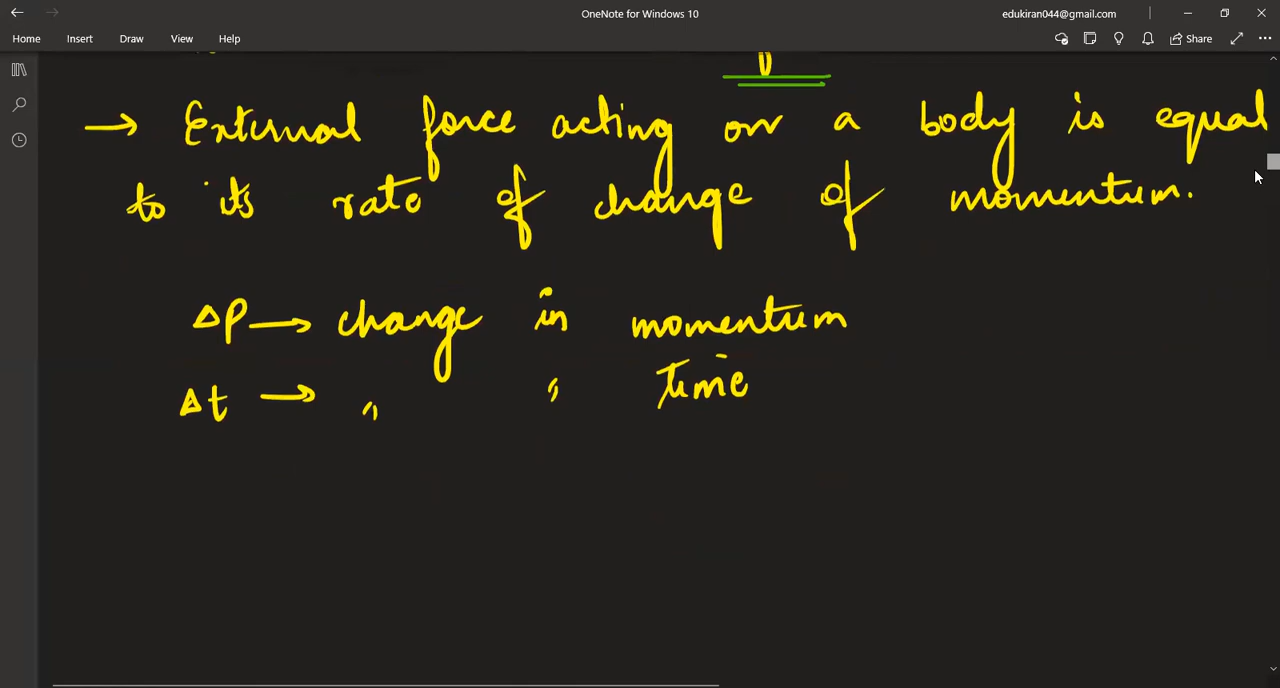 OneNote for Windows 10
edukiran044@gmail.com
Home Insert Draw View Help
Share
→ External force acting on a body is equal
to its rate of change of momentum.
Δp → change in momentum
Δt → " " time